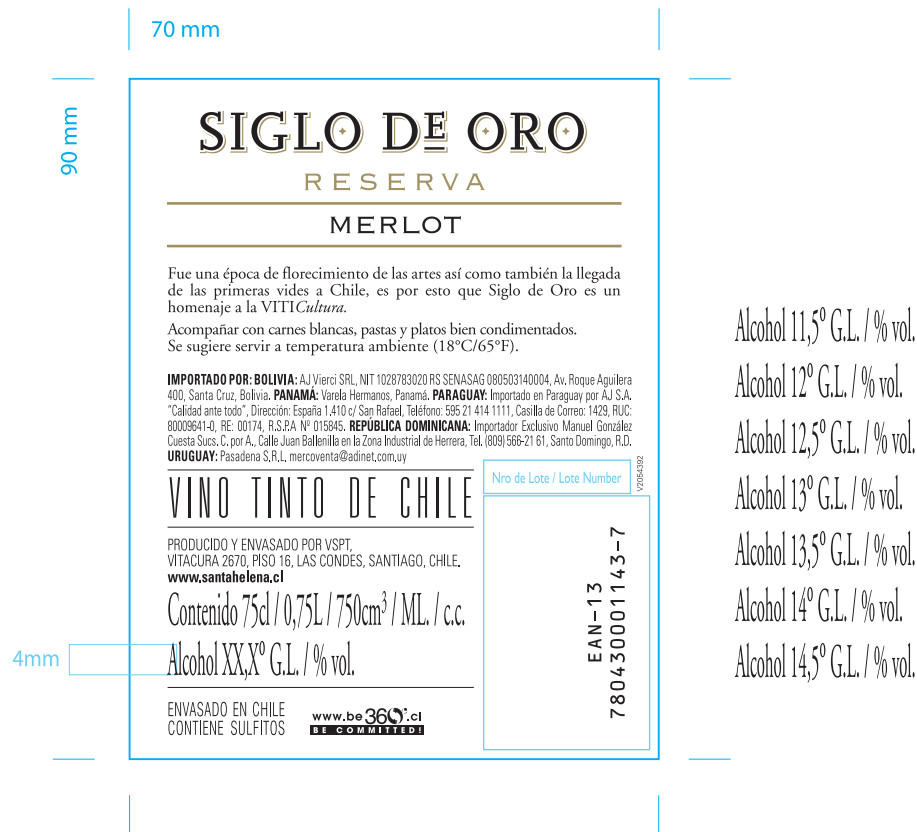 70 mm
90 mm
SIGLO DE ORO
RESERVA
MERLOT
Fue una época de florecimiento de las artes así como también la llegada
de las primeras vides a Chile, es por esto que Siglo de Oro es un
homenaje a la VITICultura.
Acompañar con carnes blancas, pastas y platos bien condimentados.
Se sugiere servir a temperatura ambiente (18°C/65°F).
IMPORTADO POR: BOLIVIA: AJ Vierci SRL, NIT 1028783020 RS SENASAG 080503140004, Av. Roque Aguilera
400, Santa Cruz, Bolivia. PANAMÁ: Varela Hermanos, Panamá. PARAGUAY: Importado en Paraguay por AJ S.A.
"Calidad ante todo", Dirección: España 1.410 c/ San Rafael, Teléfono: 595 21 414 1111, Casilla de Correo: 1429, RUC:
80009641-0, RE: 00174, R.S.P.A Nº 015845. REPÚBLICA DOMINICANA: Importador Exclusivo Manuel González
Cuesta Sucs. C. por A., Calle Juan Ballenilla en la Zona Industrial de Herrera, Tel. (809) 566-21 61, Santo Domingo, R.D.
URUGUAY: Pasadena S.R.L. mercoventa@adinet.com.uy
VINO TINTO DE CHILE
Nro de Lote / Lote Number
V2054392
PRODUCIDO Y ENVASADO POR VSPT,
VITACURA 2670, PISO 16, LAS CONDES, SANTIAGO, CHILE.
www.santahelena.cl
Contenido 75cl / 0,75L / 750cm³ / ML. / c.c.
4mm
Alcohol XX,Xº G.L. / % vol.
ENVASADO EN CHILE
CONTIENE SULFITOS
www.be360°.cl
BE COMMITTED!
EAN-13
7804300001143-7
Alcohol 11,5º G.L. / % vol.
Alcohol 12º G.L. / % vol.
Alcohol 12,5º G.L. / % vol.
Alcohol 13º G.L. / % vol.
Alcohol 13,5º G.L. / % vol.
Alcohol 14º G.L. / % vol.
Alcohol 14,5º G.L. / % vol.